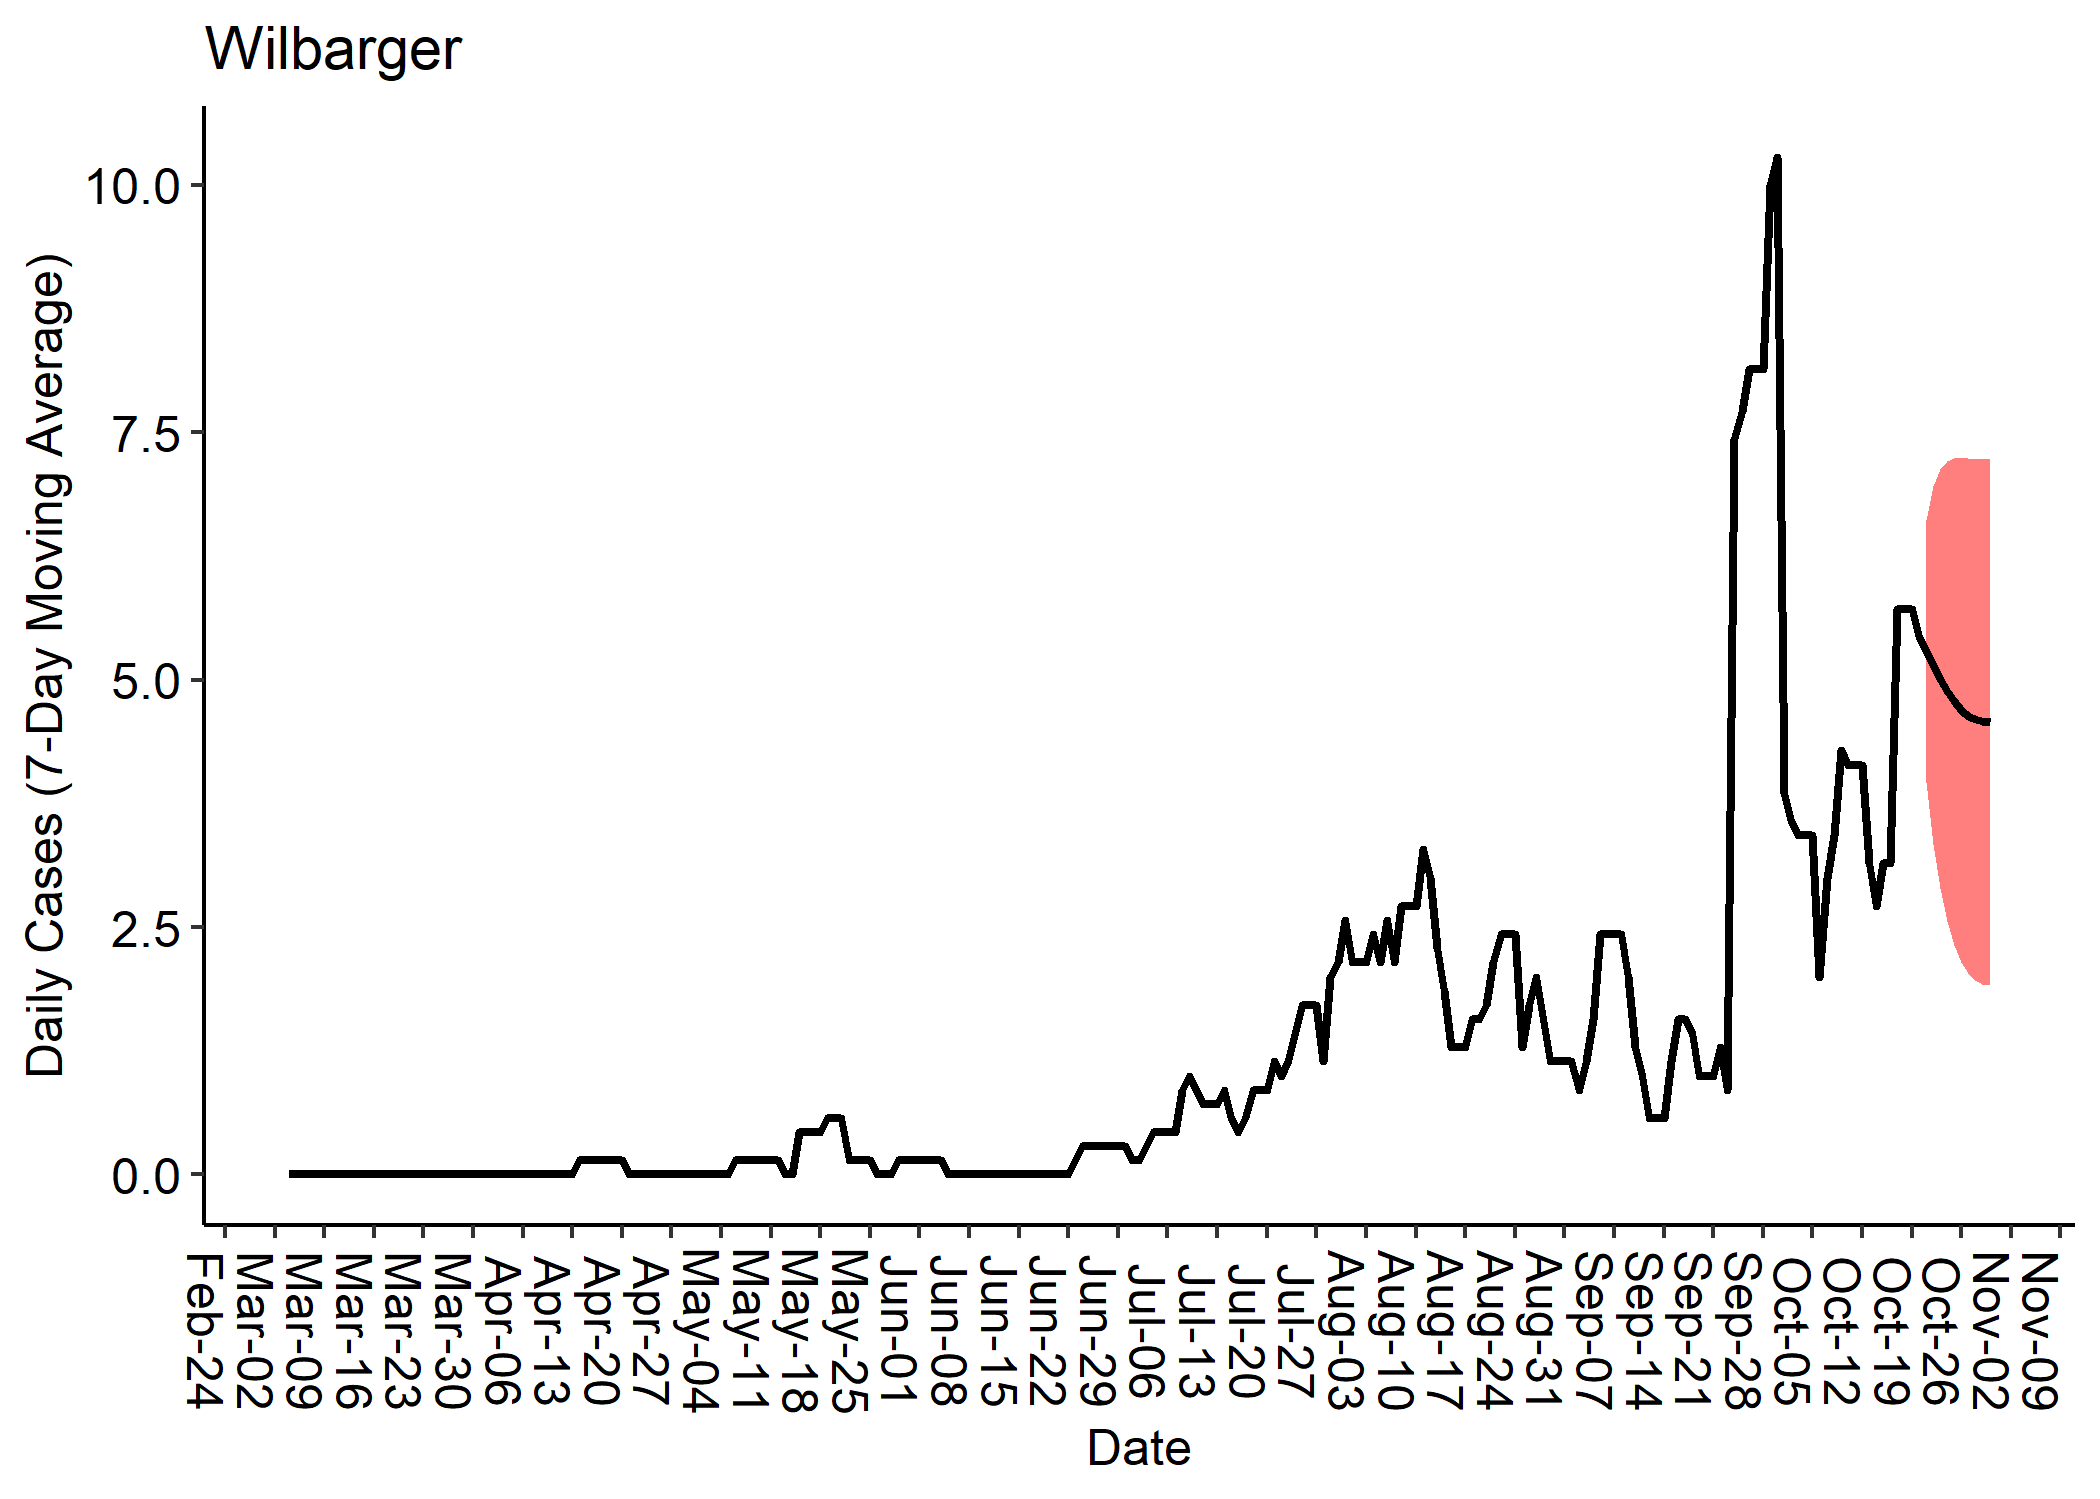 Wilbarger
Daily Cases (7-Day Moving Average)
10.0
7.5
5.0
2.5
0.0
Feb-24
Mar-02
Mar-09
Mar-16
Mar-23
Mar-30
Apr-06
Apr-13
Apr-20
Apr-27
May-04
May-11
May-18
May-25
Jun-01
Jun-08
Jun-15
Jun-22
Jun-29
Jul-06
Jul-13
Jul-20
Jul-27
Aug-03
Aug-10
Aug-17
Aug-24
Aug-31
Sep-07
Sep-14
Sep-21
Sep-28
Oct-05
Oct-12
Oct-19
Oct-26
Nov-02
Nov-09
Date